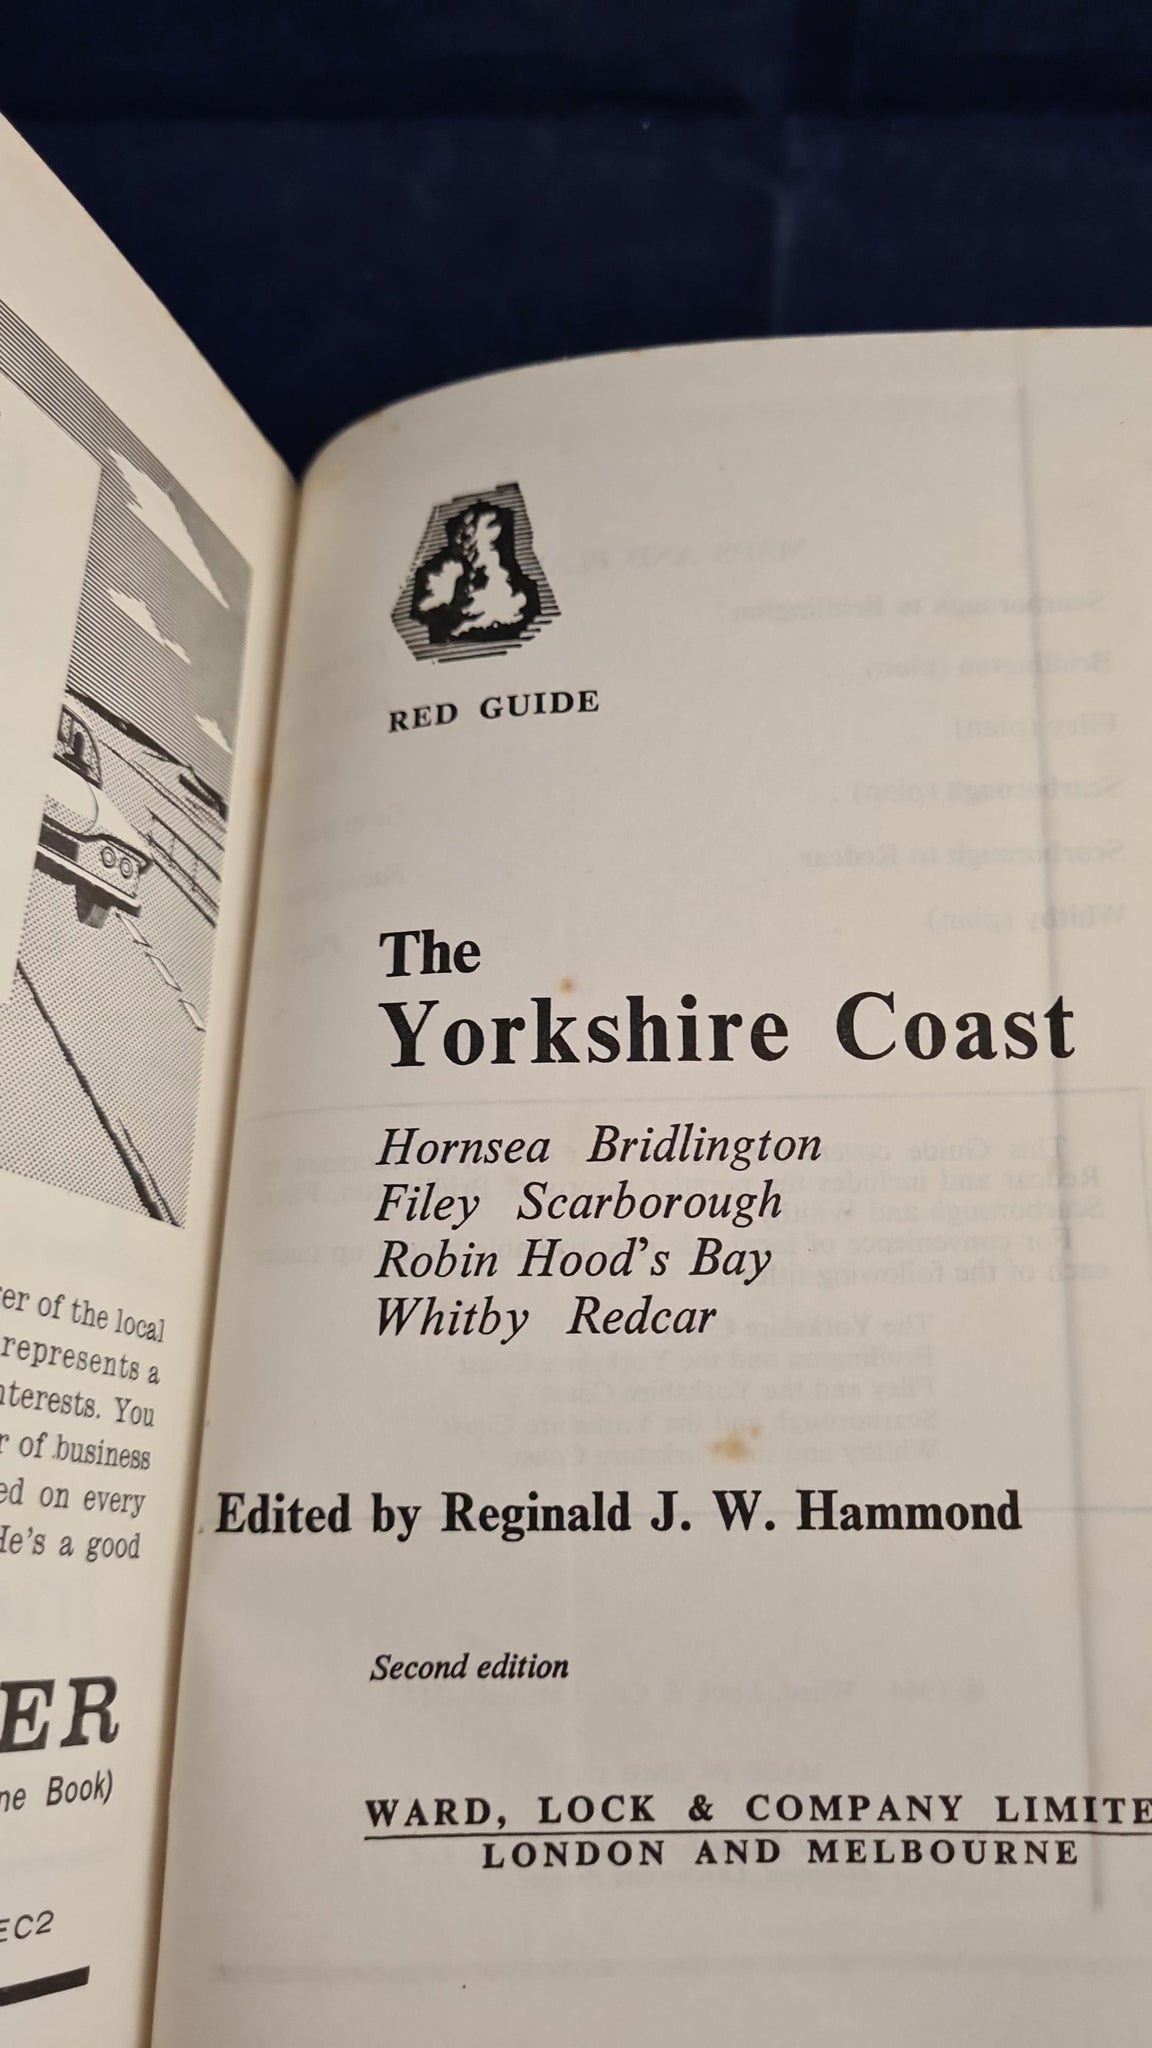 er of the local
represents a
nterests. You
r of business
ed on every
He's a good
ER
ne Book)
EC2
RED GUIDE
The
Yorkshire Coast
Hornsea Bridlington
Filey Scarborough
Robin Hood's Bay
Whitby Redcar
Edited by Reginald J. W. Hammond
Second edition
WARD, LOCK & COMPANY LIMITE
LONDON AND MELBOURNE